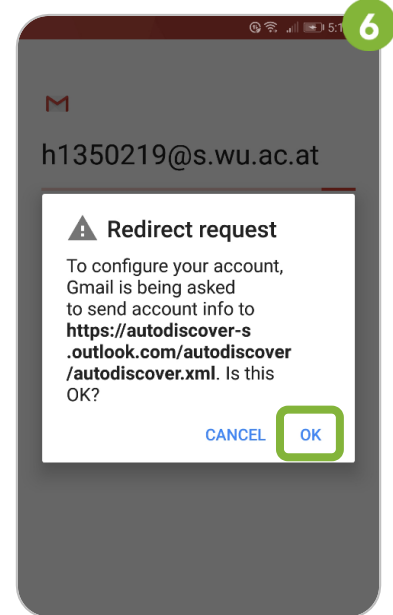 6
h1350219@s.wu.ac.at
Redirect request
To configure your account,
Gmail is being asked
to send account info to
https://autodiscover-s
.outlook.com/autodiscover
/autodiscover.xml. Is this
OK?
CANCEL OK